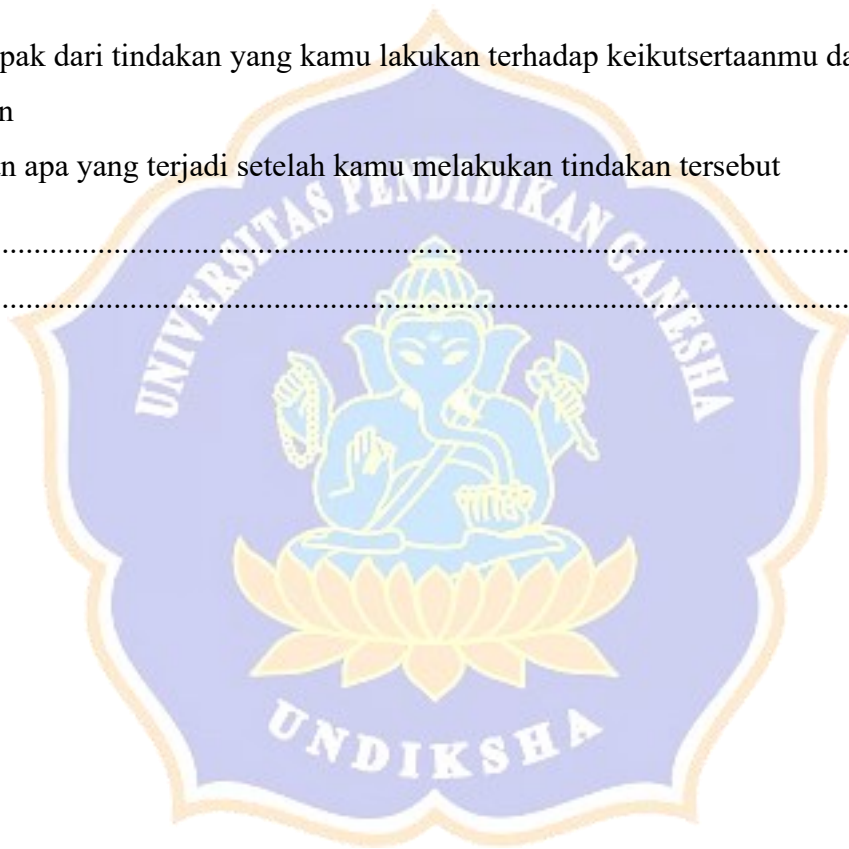 pak dari tindakan yang kamu lakukan terhadap keikutsertaanmu da
n
n apa yang terjadi setelah kamu melakukan tindakan tersebut
................................................................................
................................................................................
UNIVERSITAS PENDIDIKAN GANESHA
UNDIKSHA